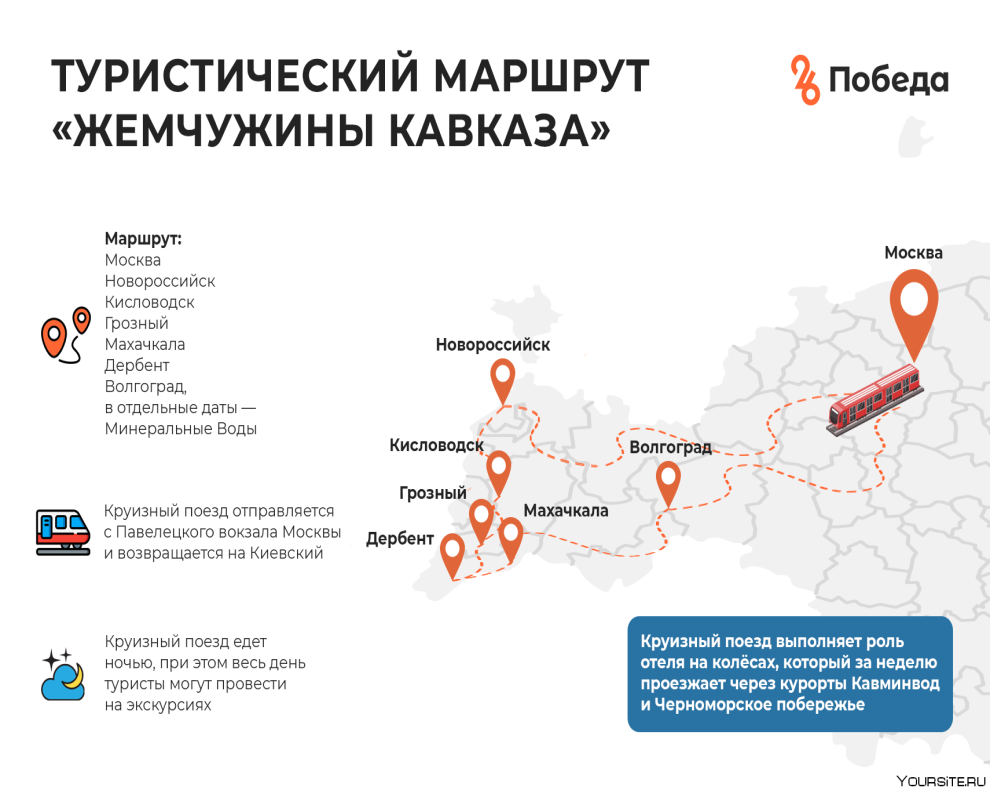 ТУРИСТИЧЕСКИЙ МАРШРУТ
«ЖЕМЧУЖИНЫ КАВКАЗА»
Победа
Маршрут:
Москва
Новороссийск
Кисловодск
Грозный
Махачкала
Дербент
Волгоград,
в отдельные даты —
Минеральные Воды
Круизный поезд отправляется
с Павелецкого вокзала Москвы
и возвращается на Киевский
Круизный поезд едет
ночью, при этом весь день
туристы могут провести
на экскурсиях
Москва
Новороссийск
Кисловодск
Волгоград
Грозный
Махачкала
Дербент
Круизный поезд выполняет роль
отеля на колёсах, который за неделю
проезжает через курорты Кавминвод
и Черноморское побережье
YOURSITE.RU